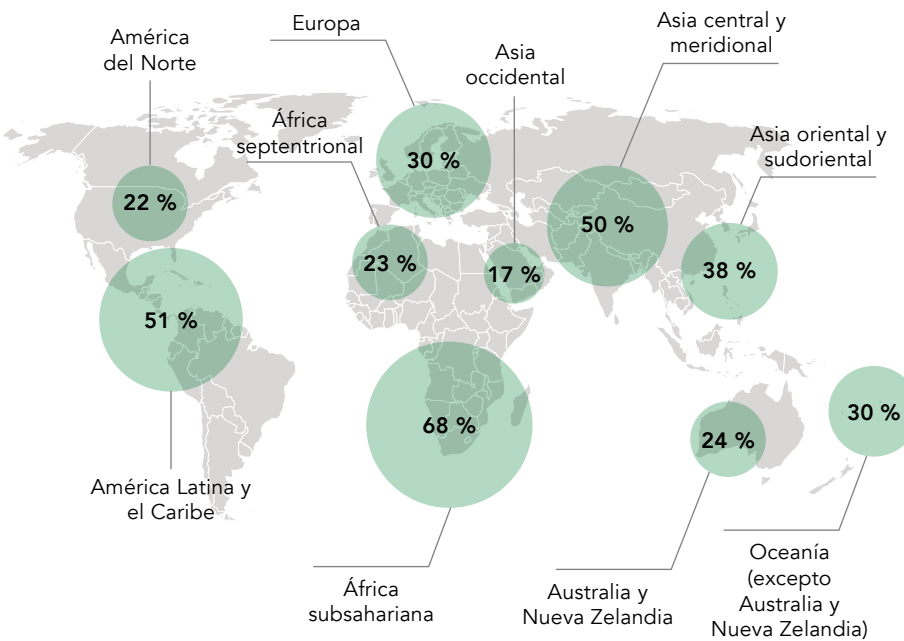 América
del Norte
22 %
Europa
30 %
África
septentrional
23 %
Asia
occidental
17 %
Asia central y
meridional
50 %
Asia oriental y
sudoriental
38 %
51 %
América Latina y
el Caribe
68 %
África
subsahariana
24 %
Australia y
Nueva Zelandia
30 %
Oceanía
(excepto
Australia y
Nueva Zelandia)